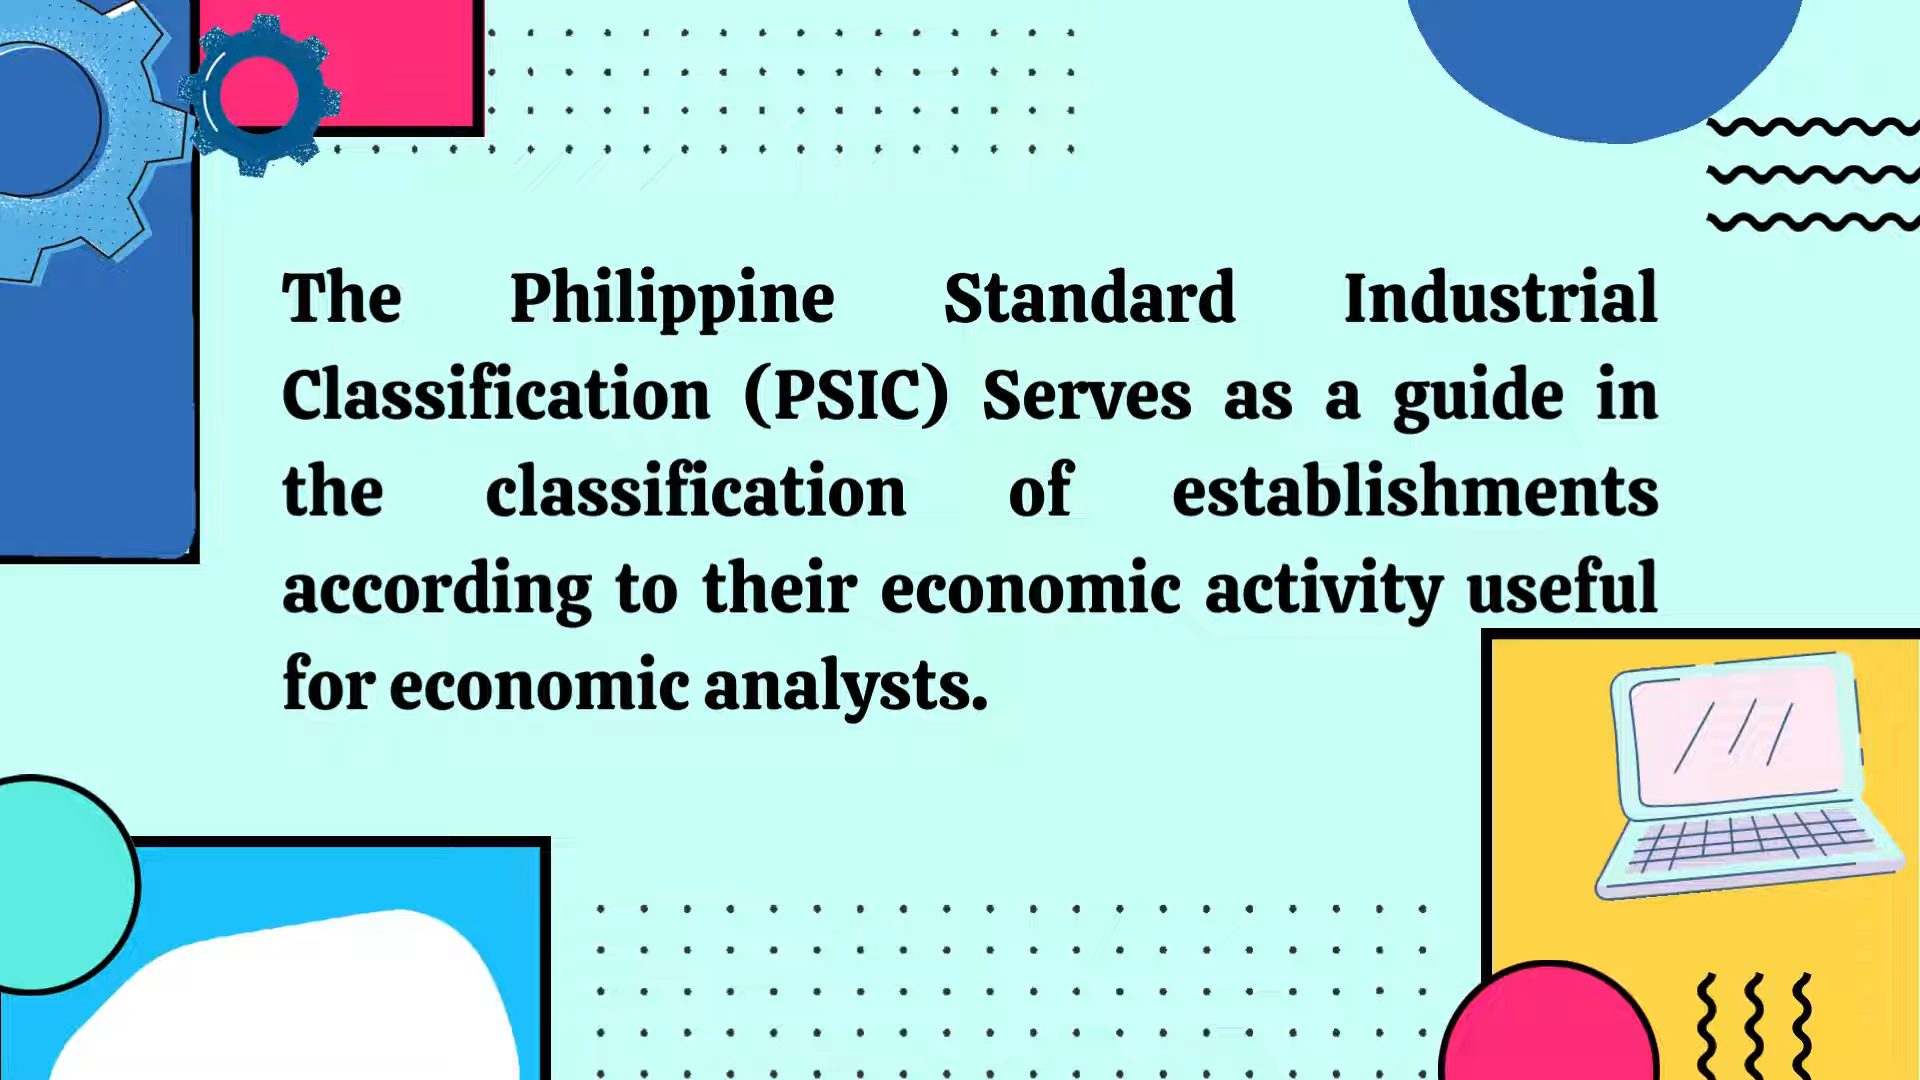 The Philippine Standard Industrial
Classification (PSIC) Serves as a guide in
the classification of establishments
according to their economic activity useful
for economic analysts.